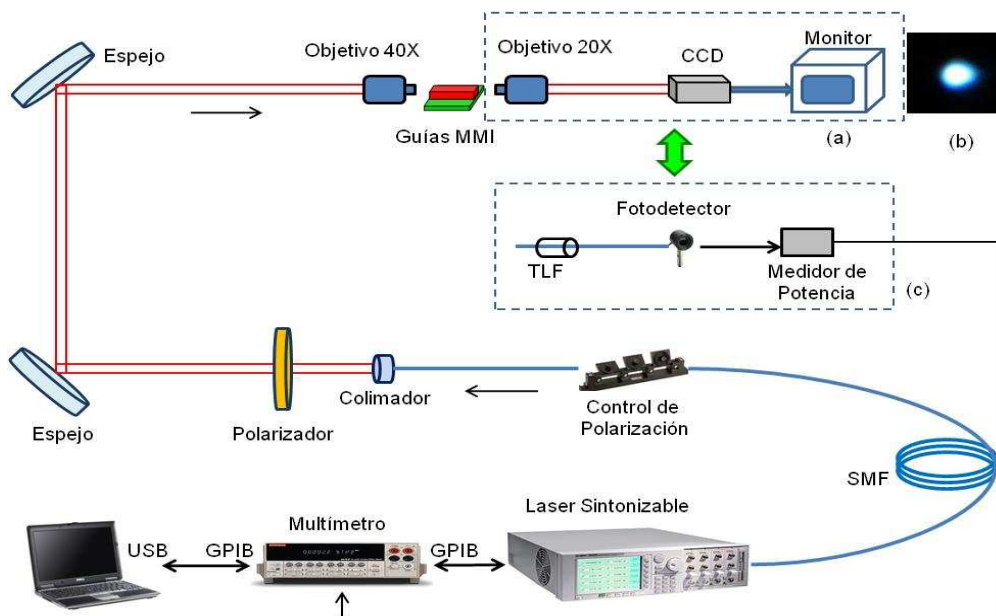 Espejo
Objetivo 40X
Objetivo 20X
CCD
Monitor
Guías MMI
(a)
(b)
Fotodetector
TLF
Medidor de
Potencia
(c)
Espejo
Polarizador
Colimador
Control de
Polarización
SMF
Laser Sintonizable
Multímetro
USB
GPIB
GPIB